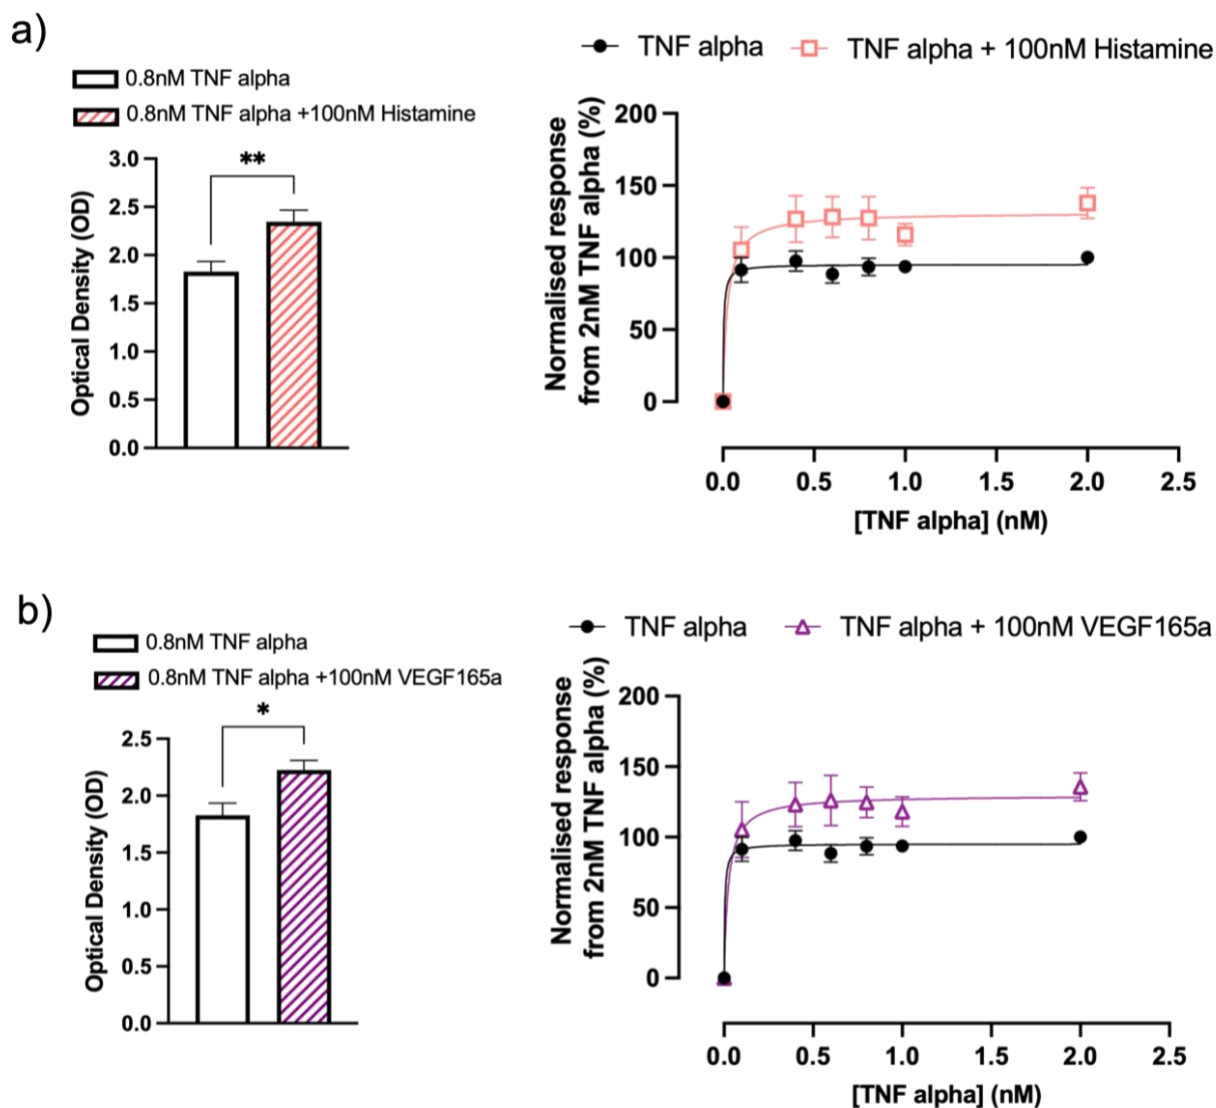 a)
0.8nM TNF alpha
0.8nM TNF alpha +100nM Histamine
Optical Density (OD)
3.0
2.5
2.0
1.5
1.0
0.5
0.0
**
TNF alpha
TNF alpha + 100nM Histamine
Normalised response
from 2nM TNF alpha (%)
200
150
100
50
0
0.0 0.5 1.0 1.5 2.0 2.5
[TNF alpha] (nM)
b)
0.8nM TNF alpha
0.8nM TNF alpha +100nM VEGF165a
Optical Density (OD)
2.5
2.0
1.5
1.0
0.5
0.0
*
TNF alpha
TNF alpha + 100nM VEGF165a
Normalised response
from 2nM TNF alpha (%)
200
150
100
50
0
0.0 0.5 1.0 1.5 2.0 2.5
[TNF alpha] (nM)